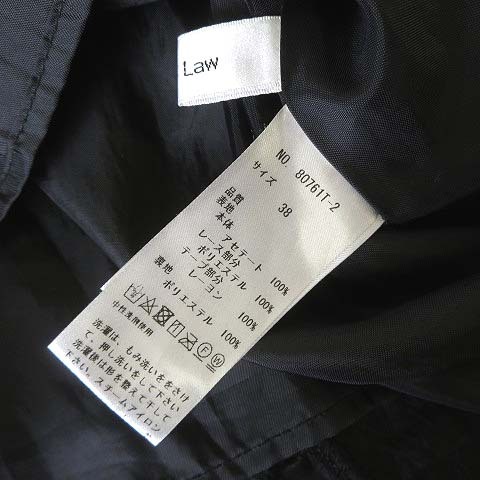 Law
NO. 80761T-2
サイズ 38
品質
表地
本体
アセテート 100%
レース部分
ポリエステル 100%
テープ部分
レーヨン 100%
裏地
ポリエステル 100%
中性洗剤使用
洗濯は、もみ洗いをさけ
て、押し洗いをして下さい
洗濯後は形を整えて干して
下さい。スチームアイロン